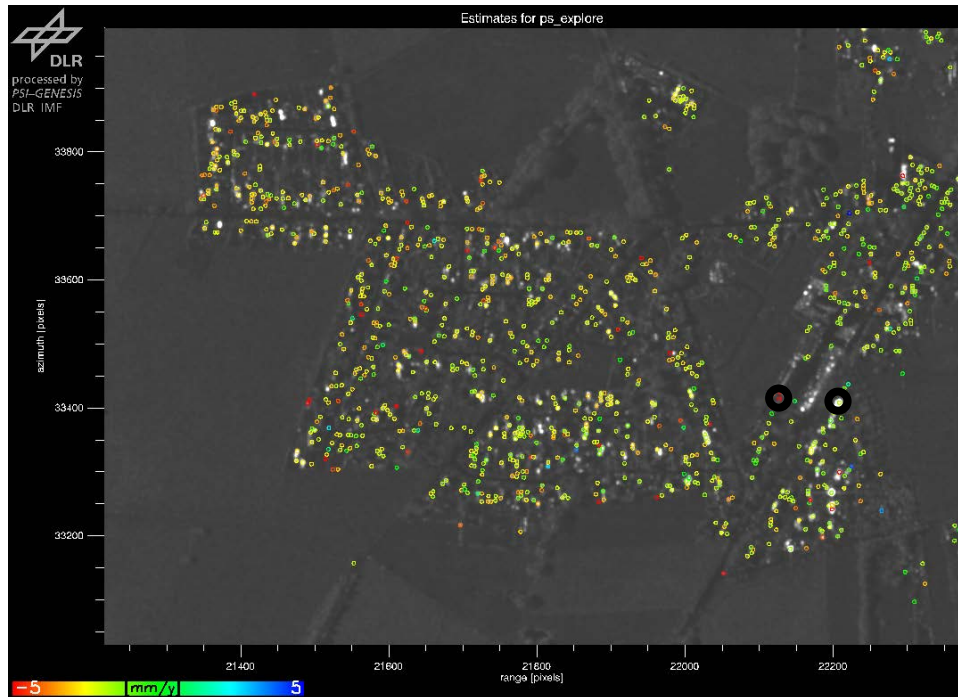 Estimates for ps_explore
DLR
processed by
PSI-GENESIS
DLR IMF
33800
33600
azimuth [pixels]
33400
33200
21400 21600 21800 22000 22200
range [pixels]
-5 mm/y 5